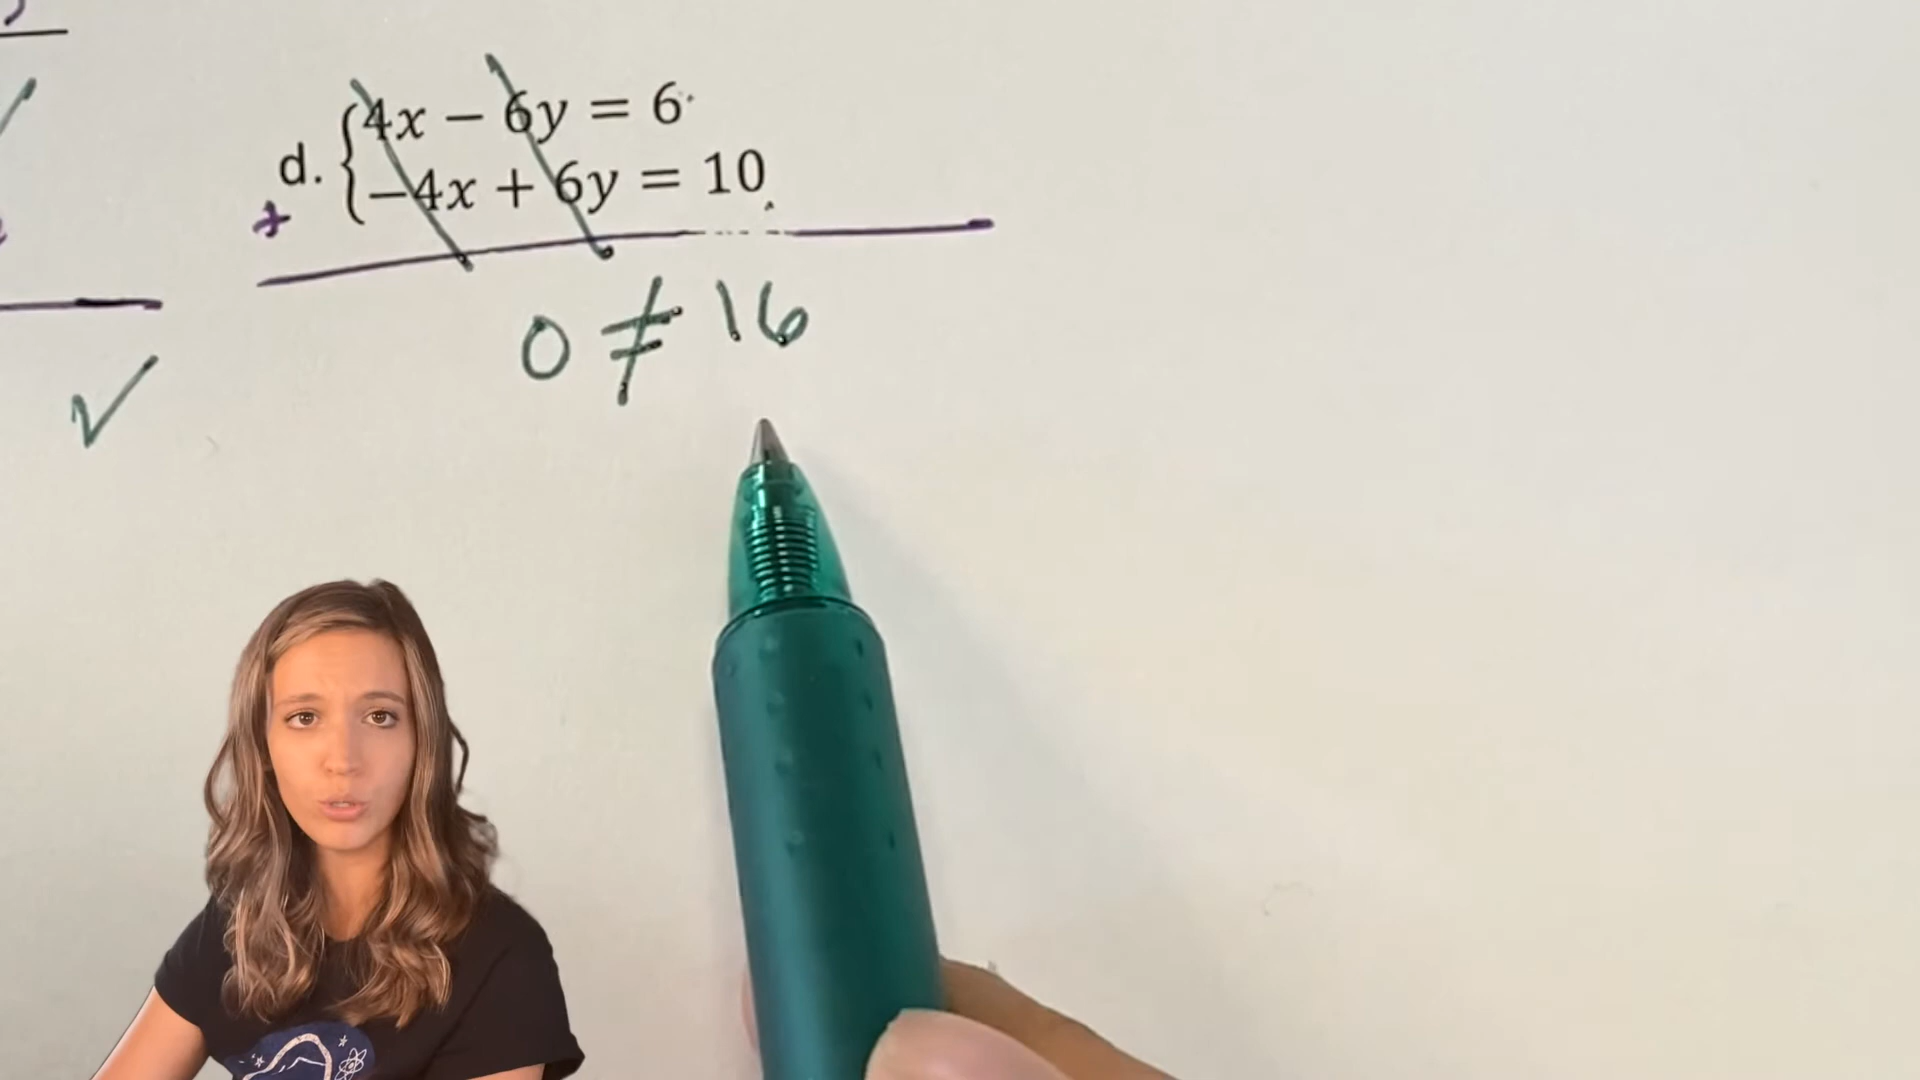 4x − 6y = 6
d. {
−4x + 6y = 10
+
0 ≠ 16
✓